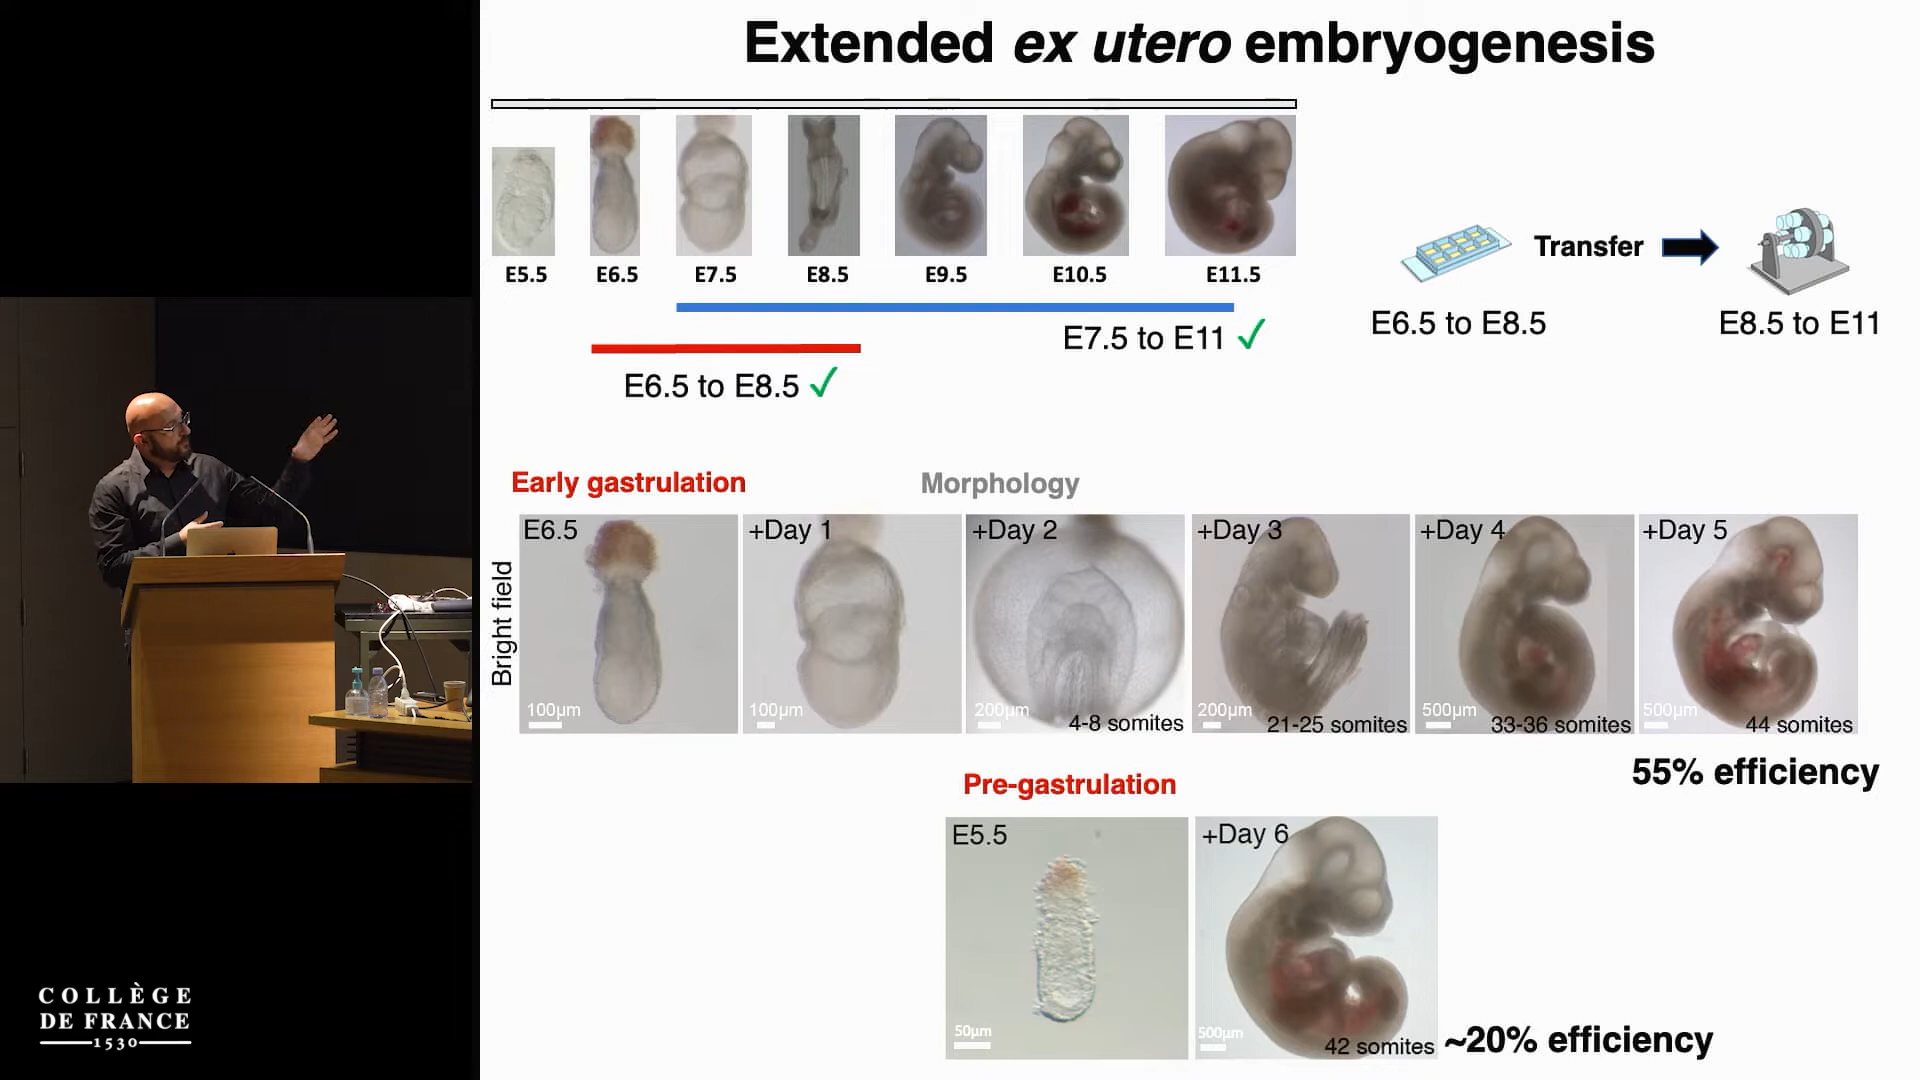 Extended ex utero embryogenesis
E5.5
E6.5
E7.5
E8.5
E9.5
E10.5
E11.5
E7.5 to E11 ✓
E6.5 to E8.5 ✓
Transfer
E6.5 to E8.5
E8.5 to E11
Early gastrulation
Morphology
Bright field
E6.5
100µm
+Day 1
100µm
+Day 2
200µm
4-8 somites
+Day 3
200µm
21-25 somites
+Day 4
500µm
33-36 somites
+Day 5
500µm
44 somites
55% efficiency
Pre-gastrulation
E5.5
50µm
+Day 6
500µm
42 somites
~20% efficiency
COLLÈGE
DE FRANCE
1530